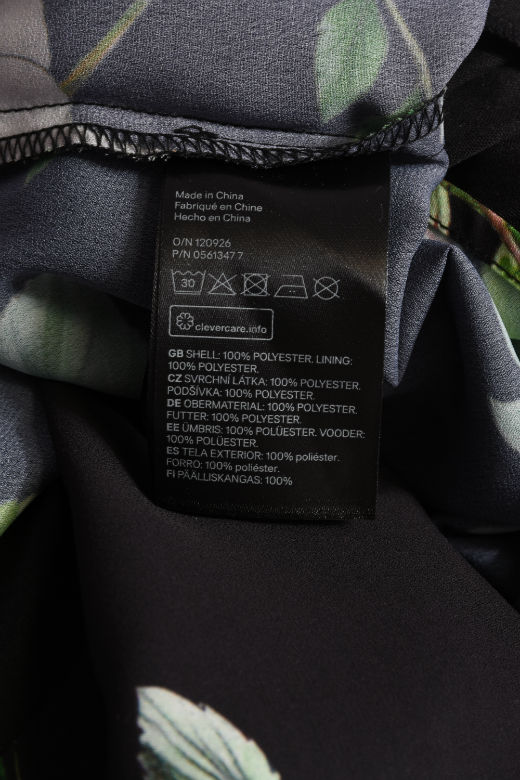 Made in China
Fabriqué en Chine
Hecho en China
O/N 120926
P/N 05613477
30
clevercare.info
GB SHELL: 100% POLYESTER. LINING:
100% POLYESTER.
CZ SVRCHNÍ LÁTKA: 100% POLYESTER.
PODŠÍVKA: 100% POLYESTER.
DE OBERMATERIAL: 100% POLYESTER.
FUTTER: 100% POLYESTER.
EE ÜMBRIS: 100% POLÜESTER. VOODER:
100% POLÜESTER.
ES TELA EXTERIOR: 100% poliéster.
FORRO: 100% poliéster.
FI PÄÄLLISKANGAS: 100%